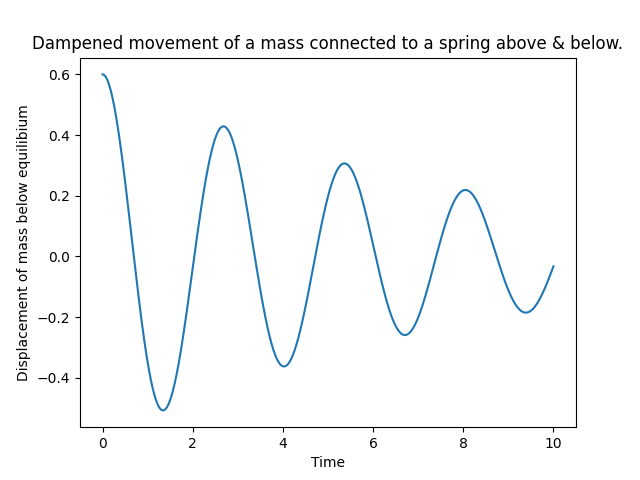 Dampened movement of a mass connected to a spring above & below.
Displacement of mass below equilibium
0.6
0.4
0.2
0.0
−0.2
−0.4
0 2 4 6 8 10
Time